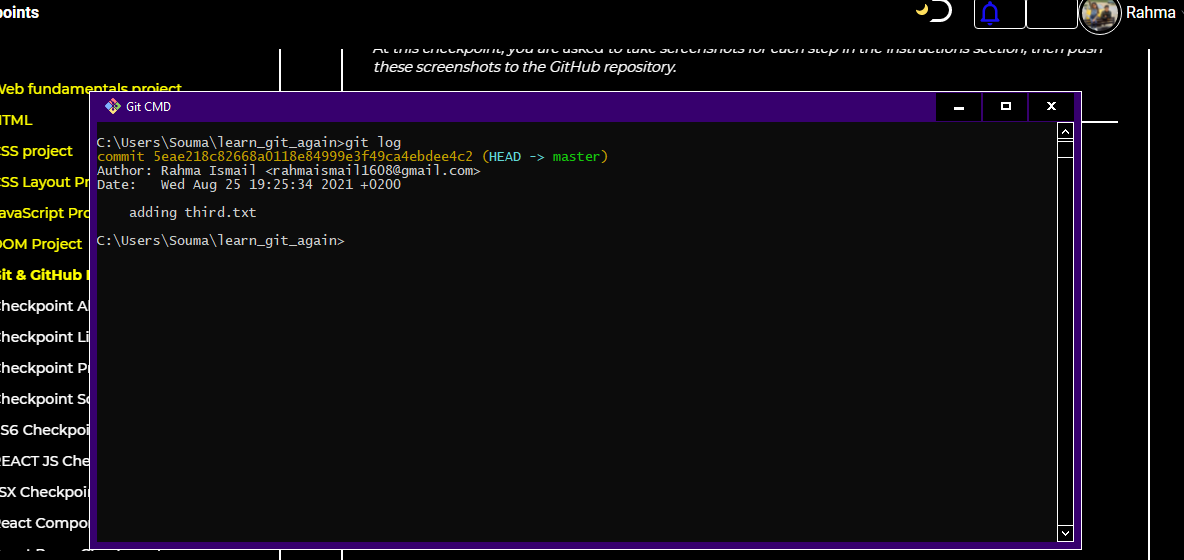 points
Rahma
At this checkpoint, you are asked to take screenshots for each step in the instructions section, then push
these screenshots to the GitHub repository.
Web fundamentals project
HTML
CSS project
CSS Layout Pr
JavaScript Pro
DOM Project
Git & GitHub
Checkpoint Al
Checkpoint Li
Checkpoint Pr
Checkpoint Sc
ES6 Checkpoi
REACT JS Che
JSX Checkpoin
React Compo
Git CMD
C:\Users\Souma\learn_git_again>git log
commit 5eae218c82668a0118e84999e3f49ca4ebdee4c2 (HEAD -> master)
Author: Rahma Ismail <rahmaismail1608@gmail.com>
Date:   Wed Aug 25 19:25:34 2021 +0200
adding third.txt
C:\Users\Souma\learn_git_again>